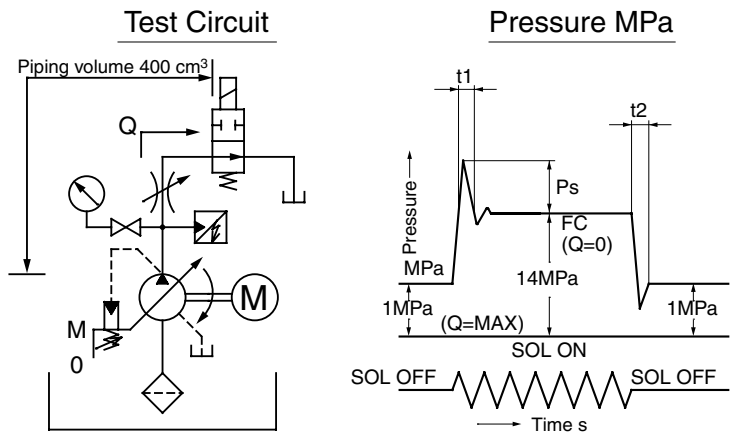 Test Circuit
Piping volume 400 cm³
Q
M
M
0
Pressure MPa
t1
t2
Pressure
Ps
FC
(Q=0)
MPa
14MPa
1MPa
1MPa
(Q=MAX)
SOL ON
SOL OFF
SOL OFF
Time s